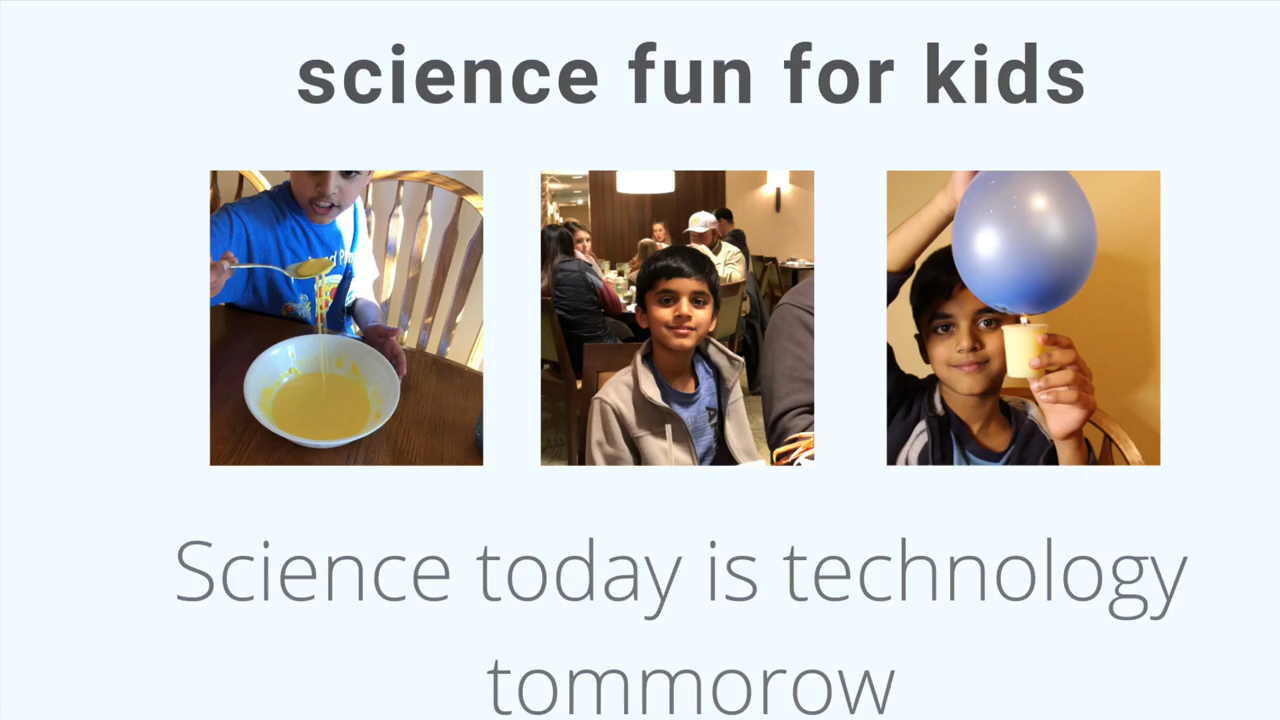 science fun for kids
Science today is technology
tommorow